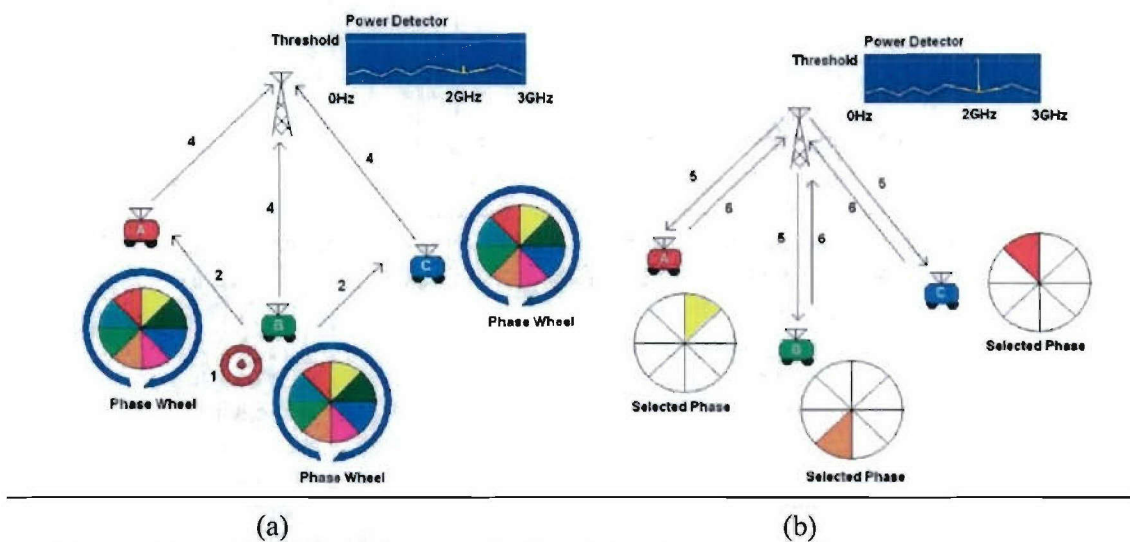 Power Detector
Threshold
0Hz 2GHz 3GHz
4
4
4
A
2
2
C
B
1
Phase Wheel
Phase Wheel
Phase Wheel
(a)
Power Detector
Threshold
0Hz 2GHz 3GHz
5
6
5
6
5
6
A
C
B
Selected Phase
Selected Phase
Selected Phase
(b)